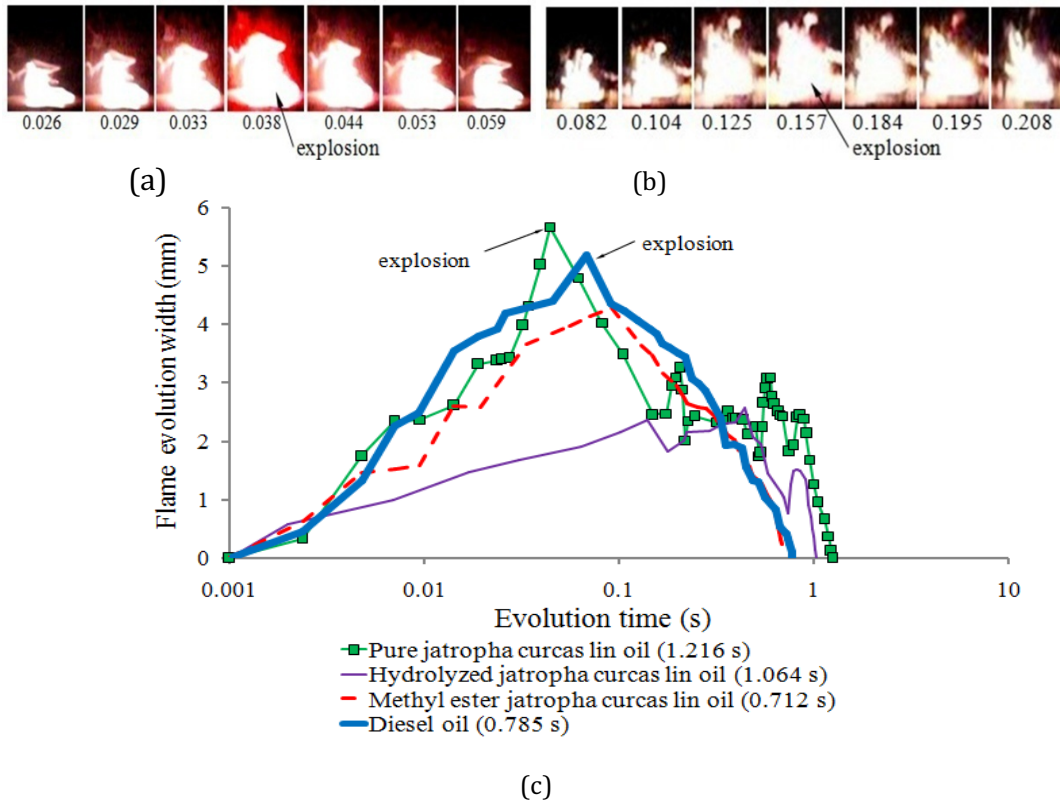 (a)
0.026 0.029 0.033 0.038 0.044 0.053 0.059
explosion
(b)
0.082 0.104 0.125 0.157 0.184 0.195 0.208
explosion
6
5
4
3
2
1
0
Flane evolution width (mm)
explosion
explosion
0.001 0.01 0.1 1 10
Evolution time (s)
Pure jatropha curcas lin oil (1.216 s)
Hydrolyzed jatropha curcas lin oil (1.064 s)
Methyl ester jatropha curcas lin oil (0.712 s)
Diesel oil (0.785 s)
(c)